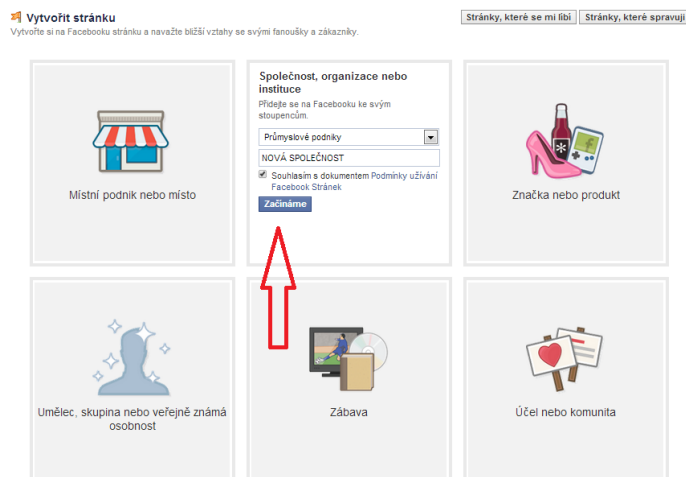 Vytvořit stránku
Stránky, které se mi líbí
Stránky, které spravuji
Vytvořte si na Facebooku stránku a navažte bližší vztahy se svými fanoušky a zákazníky.
Místní podnik nebo místo
Společnost, organizace nebo
instituce
Přidejte se na Facebooku ke svým
stoupencům.
Průmyslové podniky
NOVÁ SPOLEČNOST
Souhlasím s dokumentem Podmínky užívání
Facebook Stránek
Začínáme
Značka nebo produkt
Umělec, skupina nebo veřejně známá
osobnost
Zábava
Účel nebo komunita